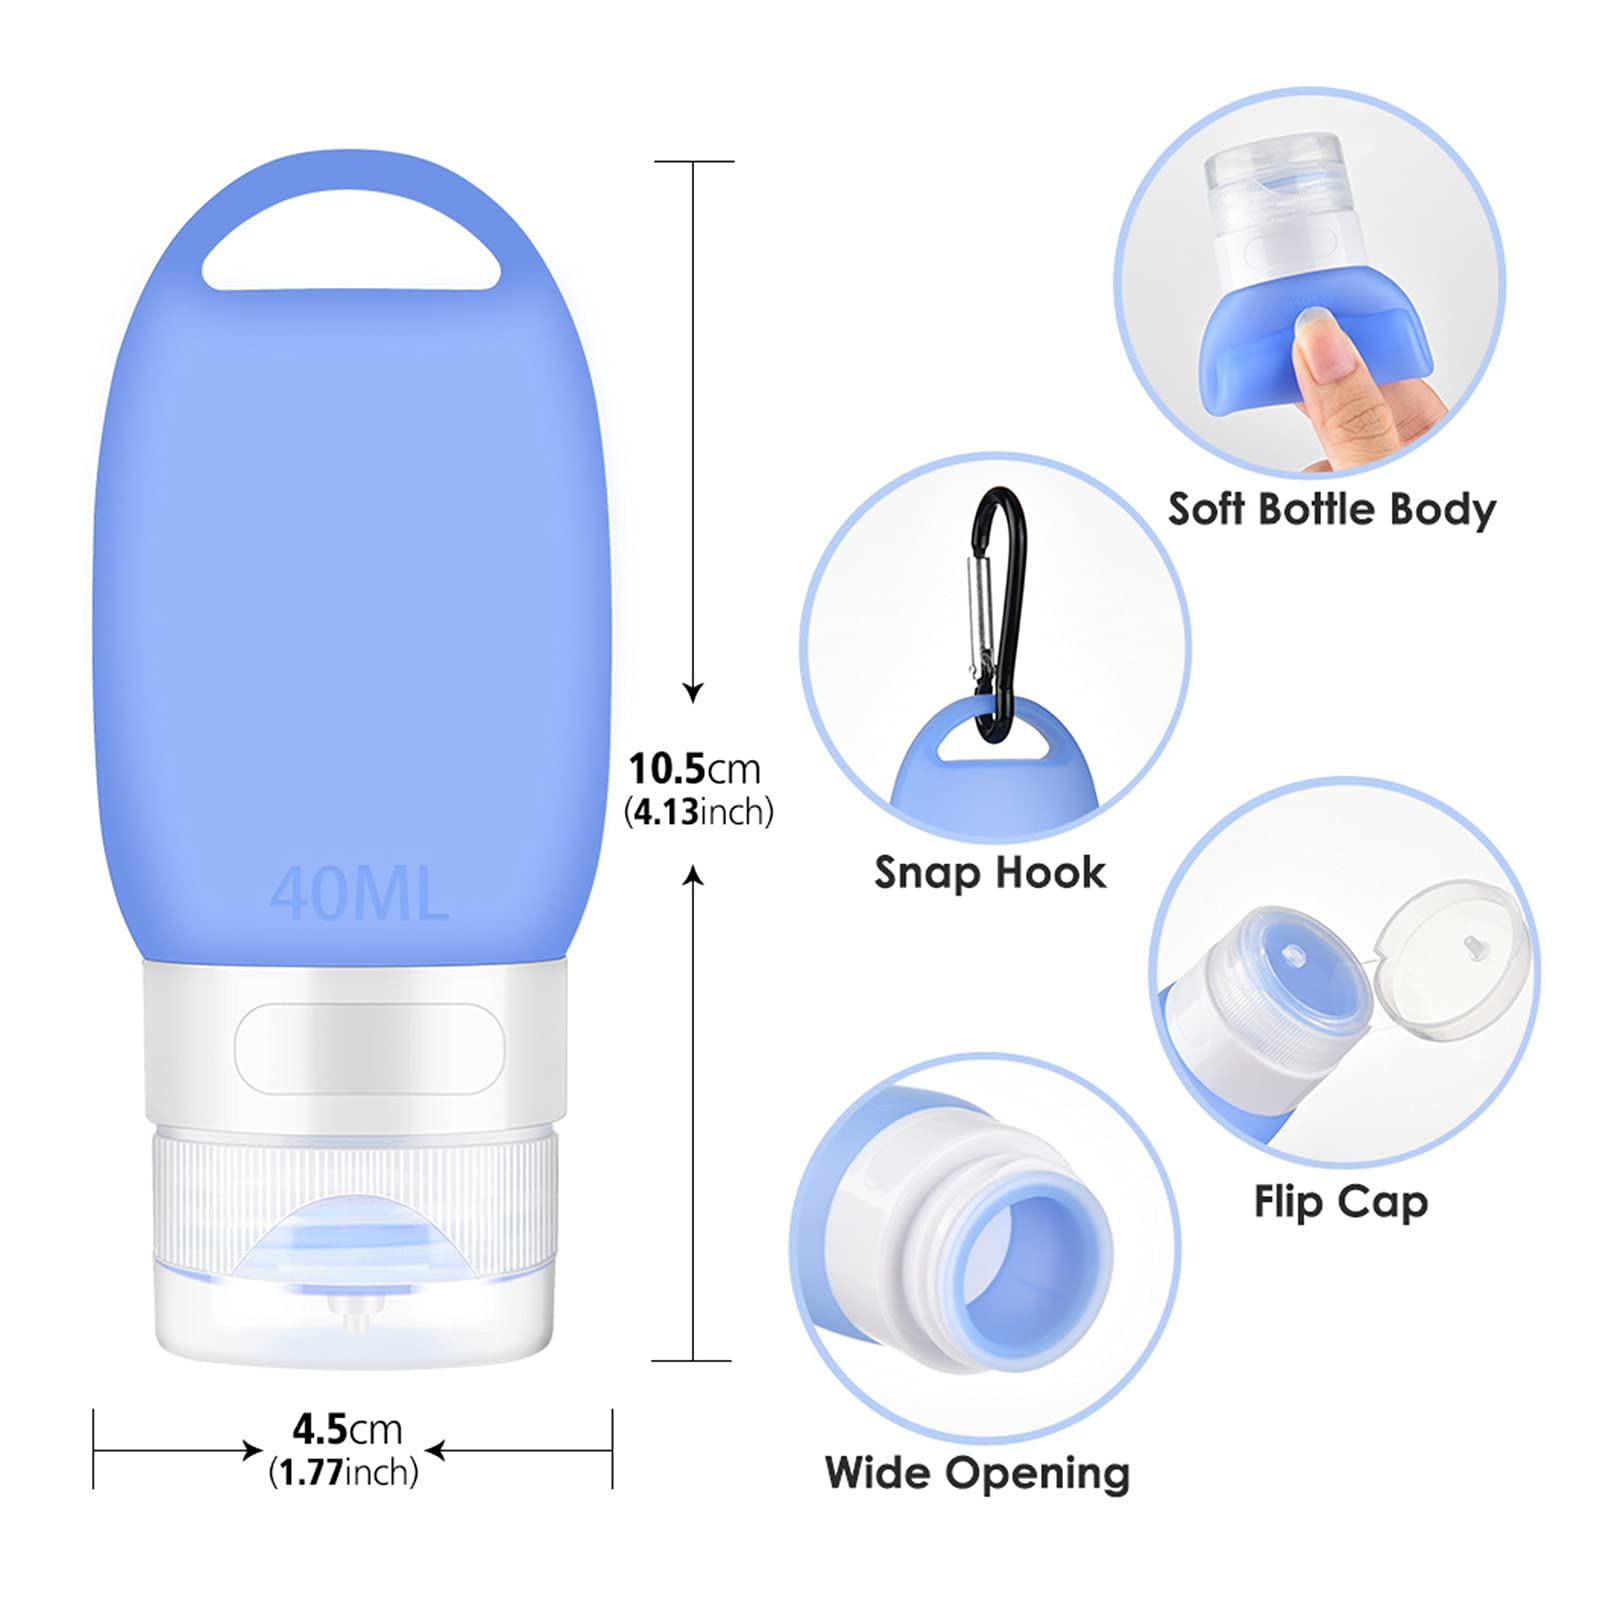 40ML
10.5cm
(4.13inch)
4.5cm
(1.77inch)
Soft Bottle Body
Snap Hook
Flip Cap
Wide Opening